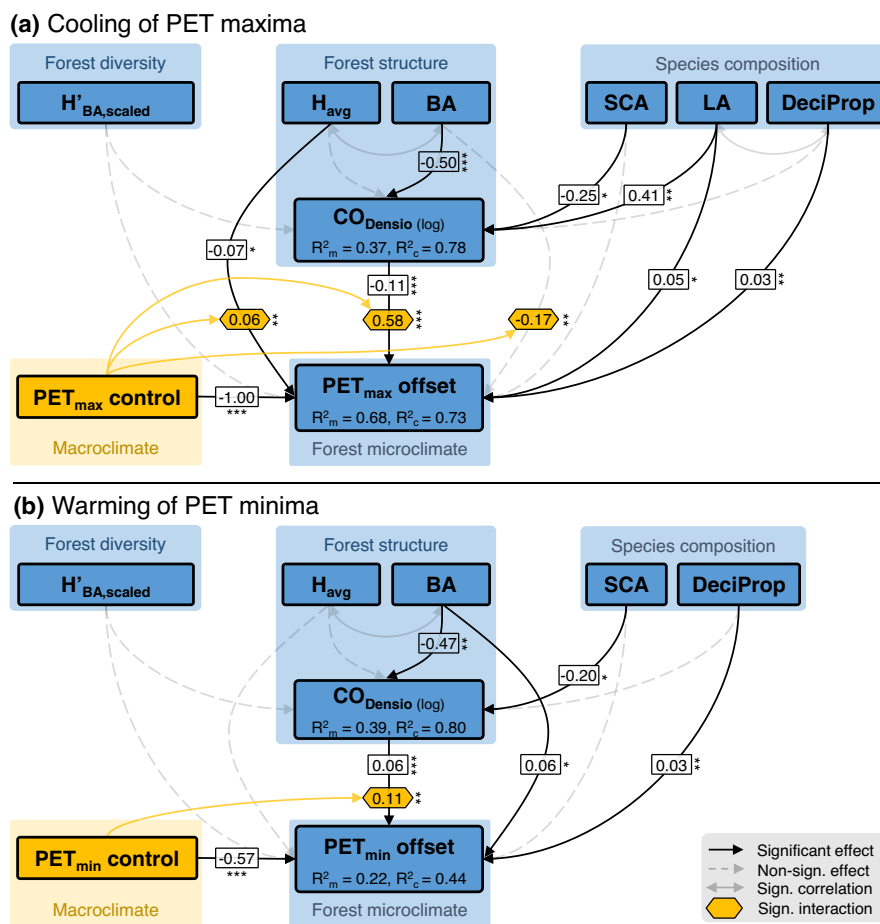 (a) Cooling of PET maxima
Forest diversity
Forest structure
Species composition
H'BA,scaled
Havg
BA
SCA
LA
DeciProp
-0.50 ***
-0.25 *
0.41 **
CODensio (log)
R²m = 0.37, R²c = 0.78
-0.07 *
-0.11 ***
0.05 *
0.03 **
0.06 **
0.58 ***
-0.17 **
PETmax control
-1.00 ***
PETmax offset
R²m = 0.68, R²c = 0.73
Macroclimate
Forest microclimate
(b) Warming of PET minima
Forest diversity
Forest structure
Species composition
H'BA,scaled
Havg
BA
SCA
DeciProp
-0.47 ***
-0.20 *
CODensio (log)
R²m = 0.39, R²c = 0.80
0.06 ***
0.06 *
0.03 **
0.11 **
PETmin control
-0.57 ***
PETmin offset
R²m = 0.22, R²c = 0.44
Macroclimate
Forest microclimate
Significant effect
Non-sign. effect
Sign. correlation
Sign. interaction